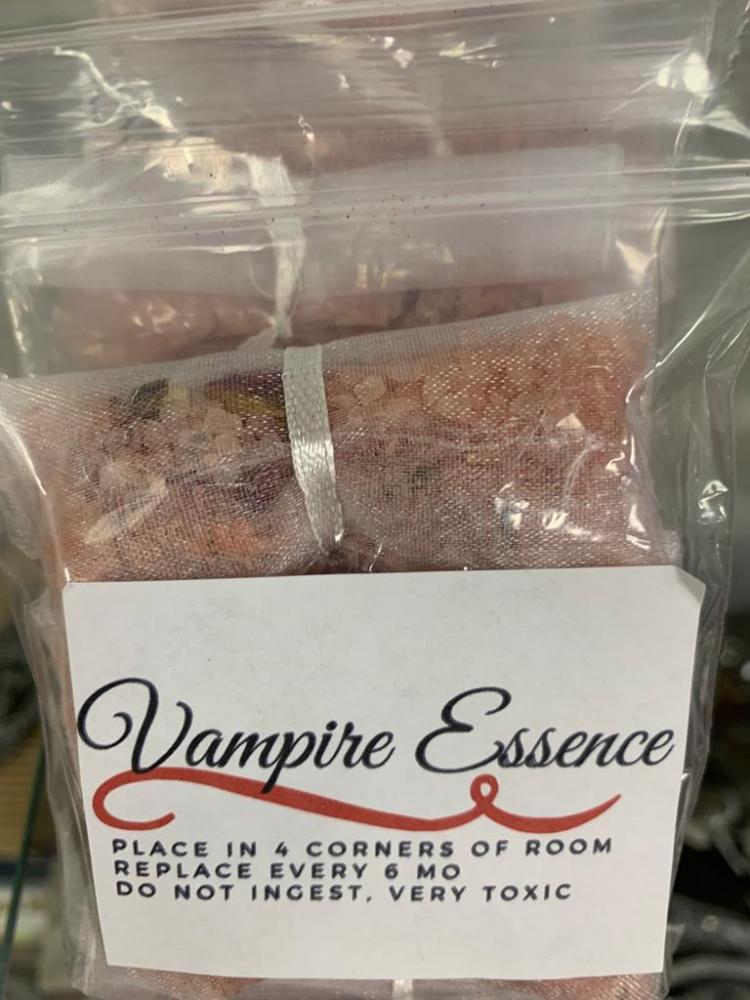 Vampire Essence
PLACE IN 4 CORNERS OF ROOM
REPLACE EVERY 6 MO
DO NOT INGEST, VERY TOXIC